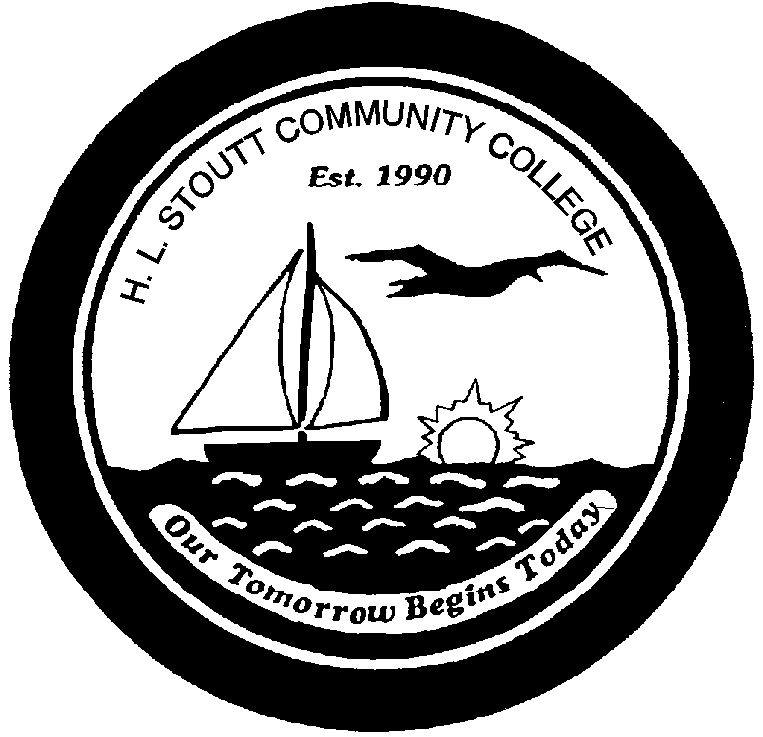 H. L. STOUTT COMMUNITY COLLEGE
Est. 1990
Our Tomorrow Begins Today